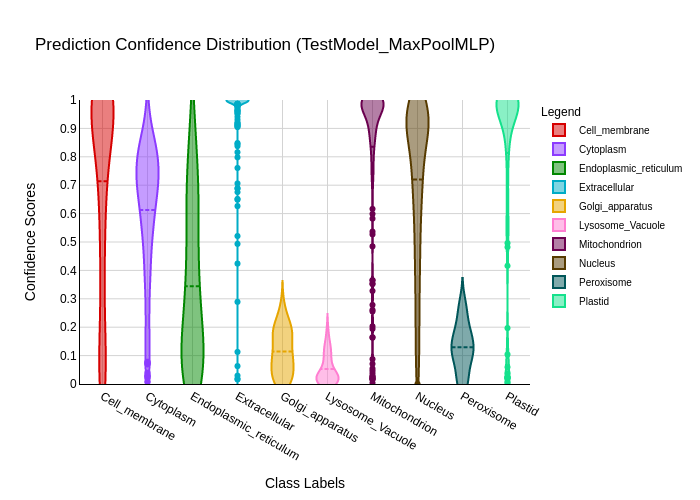 Prediction Confidence Distribution (TestModel_MaxPoolMLP)
Confidence Scores
1
0.9
0.8
0.7
0.6
0.5
0.4
0.3
0.2
0.1
0
Cell_membrane
Cytoplasm
Endoplasmic_reticulum
Extracellular
Golgi_apparatus
Lysosome_Vacuole
Mitochondrion
Nucleus
Peroxisome
Plastid
Class Labels
Legend
Cell_membrane
Cytoplasm
Endoplasmic_reticulum
Extracellular
Golgi_apparatus
Lysosome_Vacuole
Mitochondrion
Nucleus
Peroxisome
Plastid